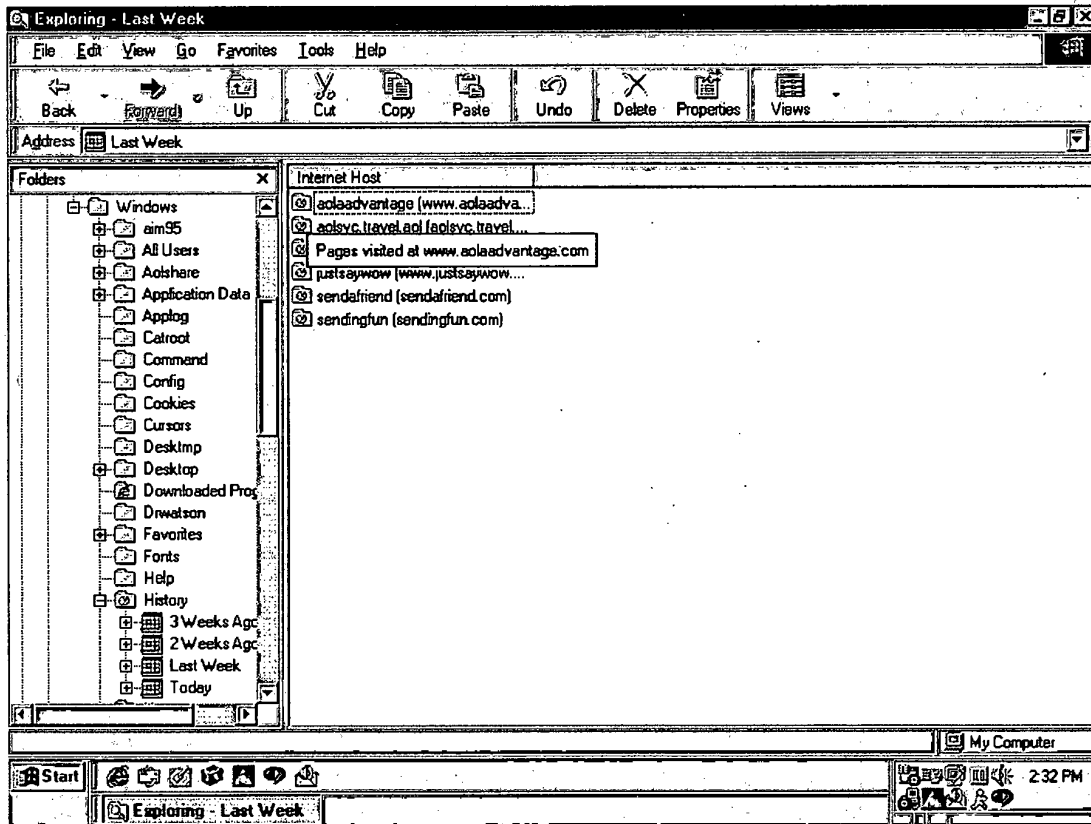 Exploring - Last Week
File Edit View Go Favorites Tools Help
Back Forward Up Cut Copy Paste Undo Delete Properties Views
Address Last Week
Folders
Internet Host
Windows
aim95
All Users
Aolshare
Application Data
Applog
Catroot
Command
Config
Cookies
Cursors
Desktmp
Desktop
Downloaded Prog
Drwatson
Favorites
Fonts
Help
History
3 Weeks Ago
2 Weeks Ago
Last Week
Today
aolaadvantage (www.aolaadva...
aolsvc.travel.aol (aolsvc.travel....
Pages visited at www.aolaadvantage.com
justsaywow (www.justsaywow....
sendafriend (sendafriend.com)
sendingfun (sendingfun.com)
My Computer
Start
2:32 PM
Exploring - Last Week